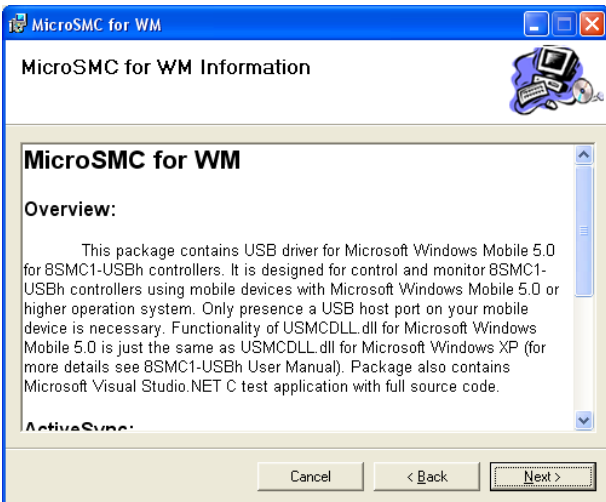 MicroSMC for WM
MicroSMC for WM Information
MicroSMC for WM
Overview:
This package contains USB driver for Microsoft Windows Mobile 5.0
for 8SMC1-USBh controllers. It is designed for control and monitor 8SMC1-
USBh controllers using mobile devices with Microsoft Windows Mobile 5.0 or
higher operation system. Only presence a USB host port on your mobile
device is necessary. Functionality of USMCDLL.dll for Microsoft Windows
Mobile 5.0 is just the same as USMCDLL.dll for Microsoft Windows XP (for
more details see 8SMC1-USBh User Manual). Package also contains
Microsoft Visual Studio.NET C test application with full source code.
ActiveSync:
Cancel
< Back
Next >